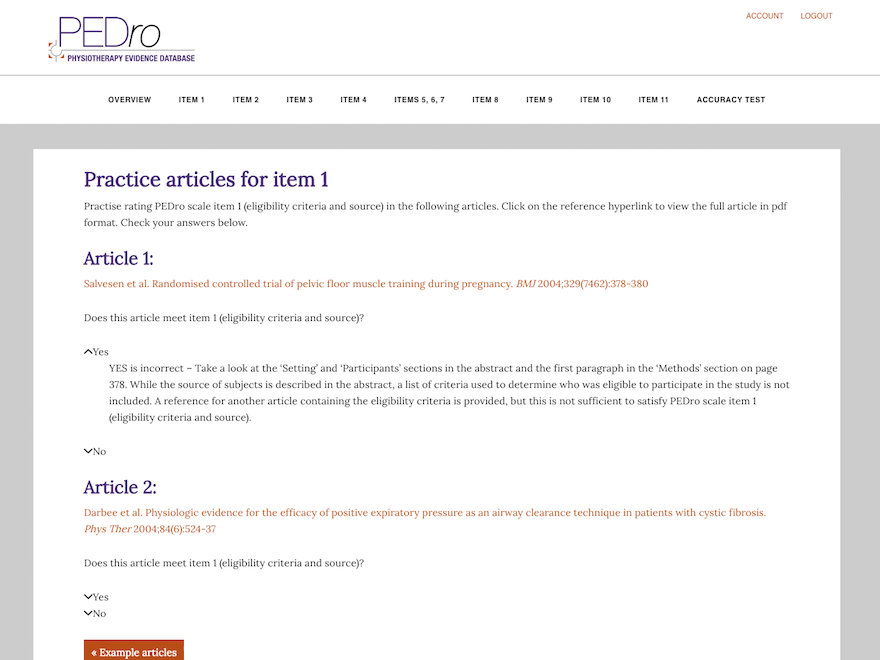 ACCOUNT LOGOUT
PEDro
PHYSIOTHERAPY EVIDENCE DATABASE
OVERVIEW ITEM 1 ITEM 2 ITEM 3 ITEM 4 ITEMS 5, 6, 7 ITEM 8 ITEM 9 ITEM 10 ITEM 11 ACCURACY TEST
Practice articles for item 1
Practise rating PEDro scale item 1 (eligibility criteria and source) in the following articles. Click on the reference hyperlink to view the full article in pdf
format. Check your answers below.
Article 1:
Salvesen et al. Randomised controlled trial of pelvic floor muscle training during pregnancy. BMJ 2004;329(7462):378-380
Does this article meet item 1 (eligibility criteria and source)?
Yes
YES is incorrect – Take a look at the ‘Setting’ and ‘Participants’ sections in the abstract and the first paragraph in the ‘Methods’ section on page
378. While the source of subjects is described in the abstract, a list of criteria used to determine who was eligible to participate in the study is not
included. A reference for another article containing the eligibility criteria is provided, but this is not sufficient to satisfy PEDro scale item 1
(eligibility criteria and source).
No
Article 2:
Darbee et al. Physiologic evidence for the efficacy of positive expiratory pressure as an airway clearance technique in patients with cystic fibrosis.
Phys Ther 2004;84(6):524-37
Does this article meet item 1 (eligibility criteria and source)?
Yes
No
« Example articles